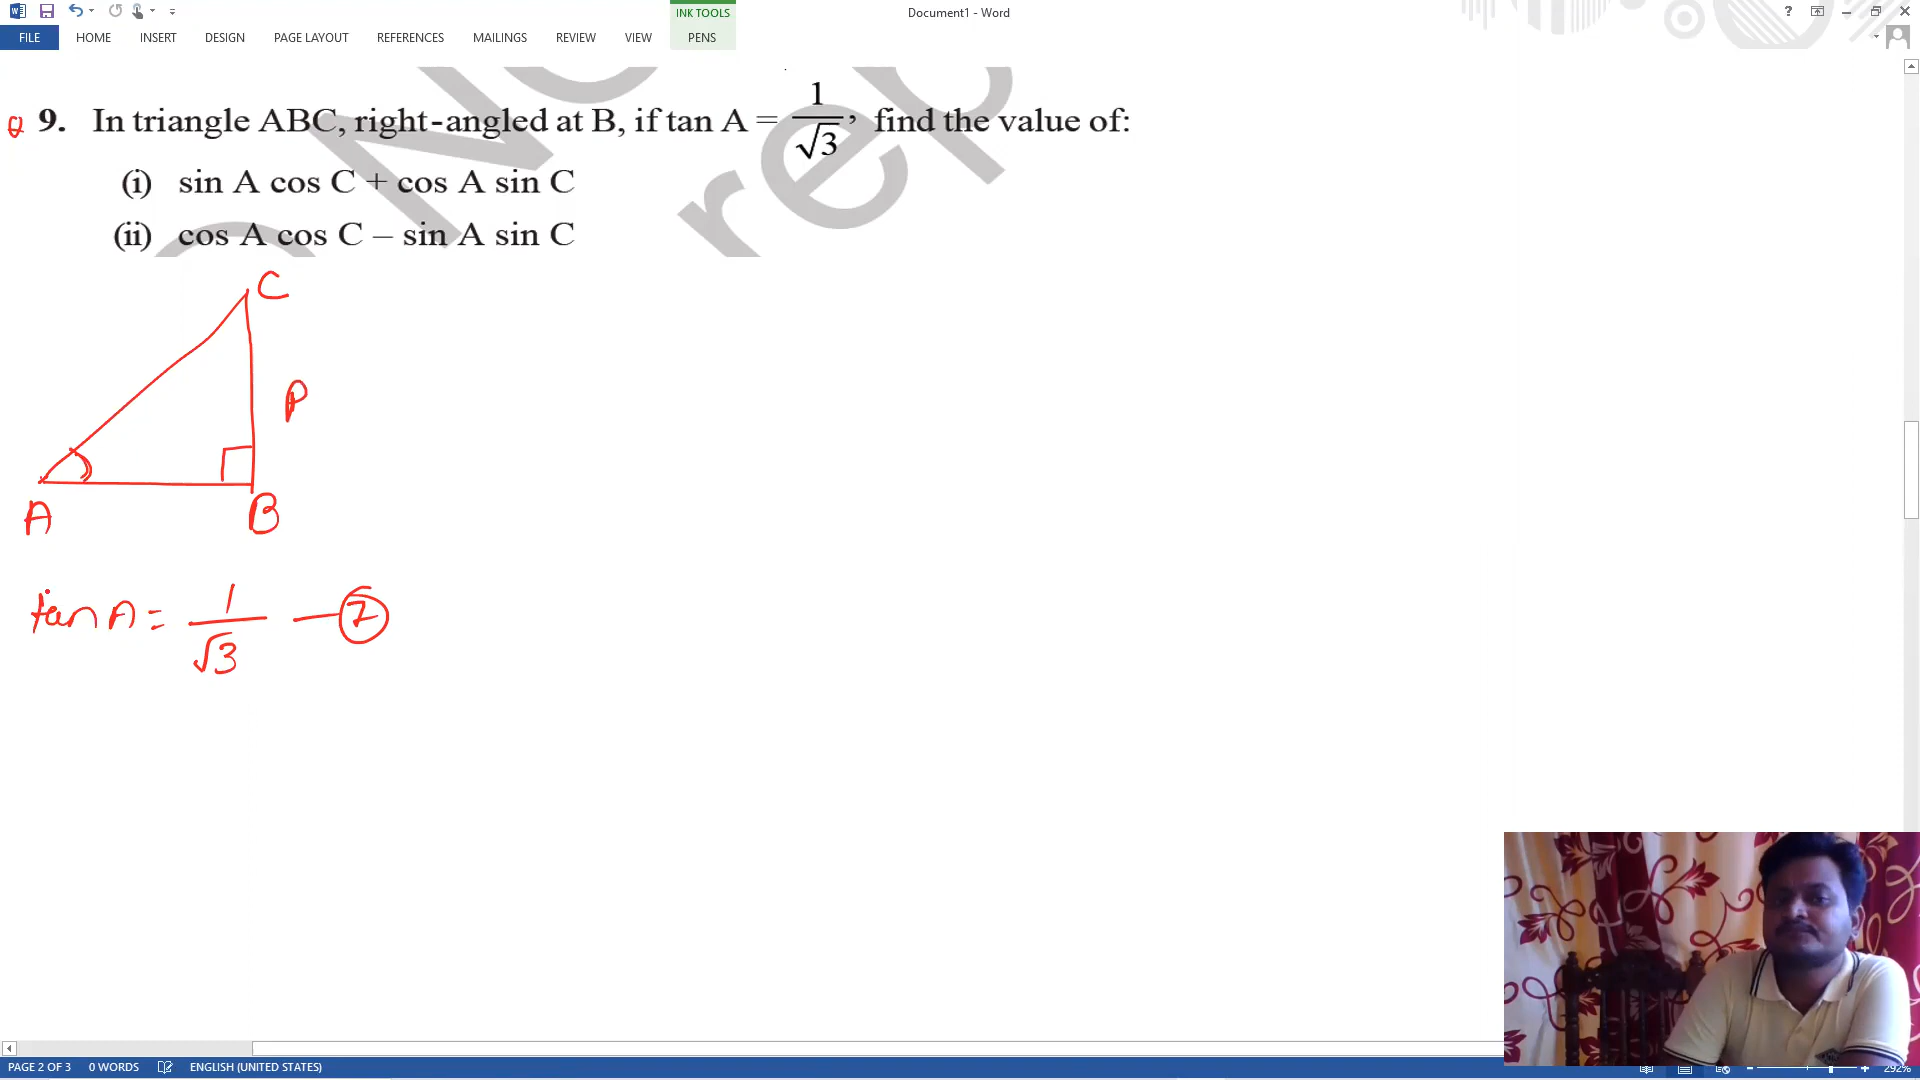 INK TOOLS
Document1 - Word
?
FILE HOME INSERT DESIGN PAGE LAYOUT REFERENCES MAILINGS REVIEW VIEW PENS
Q 9. In triangle ABC, right-angled at B, if tan A = 1/√3, find the value of:
(i) sin A cos C + cos A sin C
(ii) cos A cos C – sin A sin C
C
P
A B
tan A = 1/√3 —
PAGE 2 OF 3 0 WORDS ENGLISH (UNITED STATES) 292%